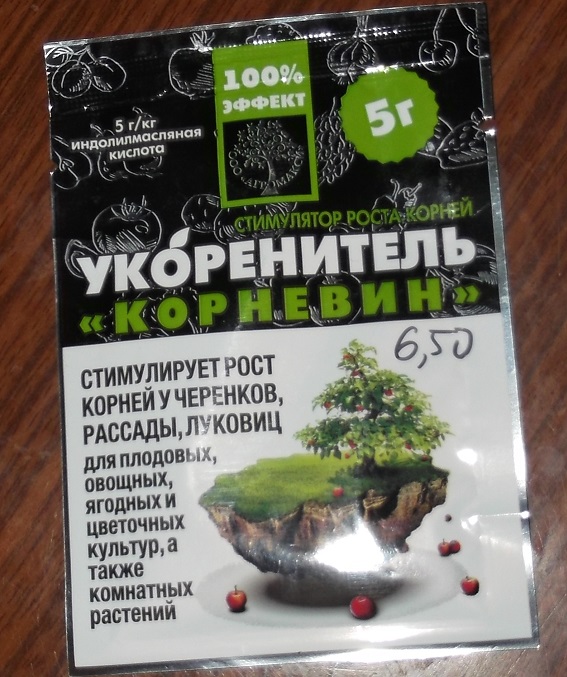 100%
ЭФФЕКТ
5г
5 г/кг
индолилмасляная
кислота
СТИМУЛЯТОР РОСТА КОРНЕЙ
УКОРЕНИТЕЛЬ
«КОРНЕВИН»
6,50
СТИМУЛИРУЕТ РОСТ
КОРНЕЙ У ЧЕРЕНКОВ,
РАССАДЫ, ЛУКОВИЦ
для плодовых,
овощных,
ягодных и
цветочных
культур, а
также
комнатных
растений